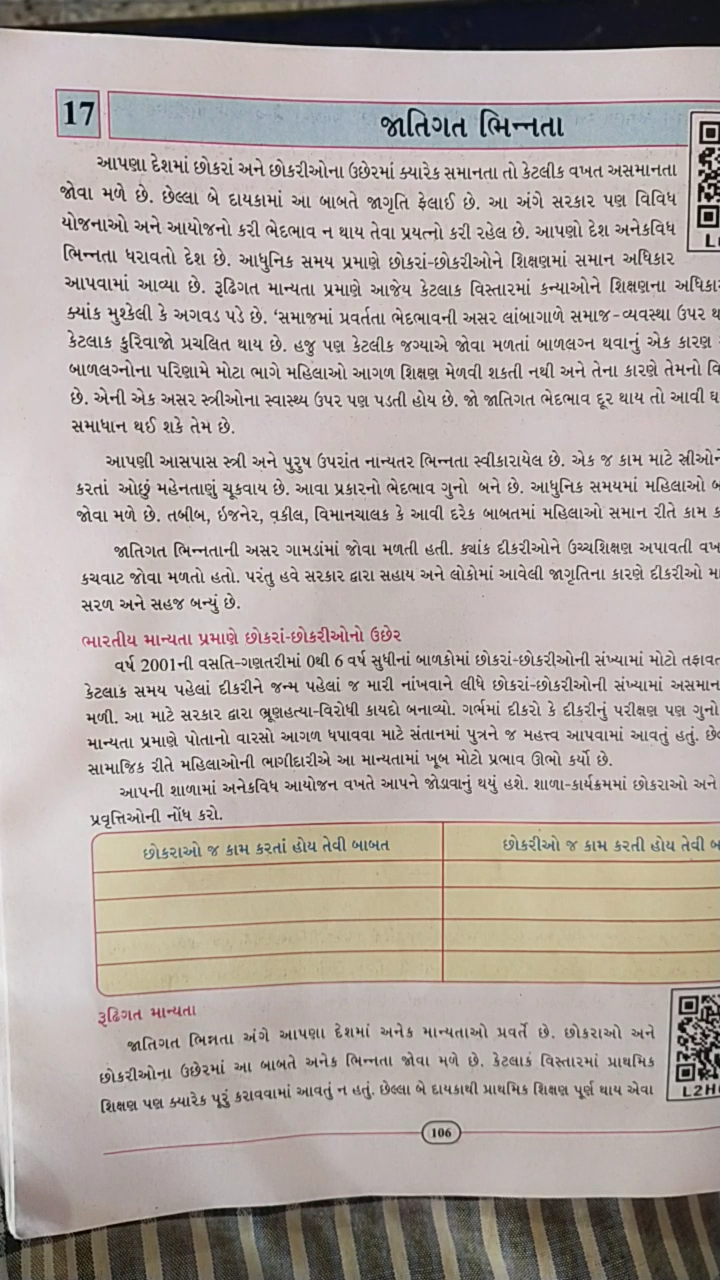 17
જાતિગત ભિન્નતા
આપણા દેશમાં છોકરાં અને છોકરીઓના ઉછેરમાં ક્યારેક સમાનતા તો કેટલીક વખત અસમાનતા
જોવા મળે છે. છેલ્લા બે દાયકામાં આ બાબતે જાગૃતિ ફેલાઈ છે. આ અંગે સરકાર પણ વિવિધ
યોજનાઓ અને આયોજનો કરી ભેદભાવ ન થાય તેવા પ્રયત્નો કરી રહેલ છે. આપણો દેશ અનેકવિધ
ભિન્નતા ધરાવતો દેશ છે. આધુનિક સમય પ્રમાણે છોકરાં-છોકરીઓને શિક્ષણમાં સમાન અધિકાર
આપવામાં આવ્યા છે. રૂઢિગત માન્યતા પ્રમાણે આજેય કેટલાક વિસ્તારમાં કન્યાઓને શિક્ષણના
ક્યાંક મુશ્કેલી કે અગવડ પડે છે. ‘સમાજમાં પ્રવર્તતા ભેદભાવની અસર લાંબાગાળે સમાજ-વ્યવસ્થા ઉપર
કેટલાક કુરિવાજો પ્રચલિત થાય છે. હજુ પણ કેટલીક જગ્યાએ જોવા મળતાં બાળલગ્ન થવાનું એક કારણ
બાળલગ્નોના પરિણામે મોટા ભાગે મહિલાઓ આગળ શિક્ષણ મેળવી શકતી નથી અને તેના કારણે તેમનો
છે. એની એક અસર સ્ત્રીઓના સ્વાસ્થ્ય ઉપર પણ પડતી હોય છે. જો જાતિગત ભેદભાવ દૂર થાય તો આવી
સમાધાન થઈ શકે તેમ છે.
આપણી આસપાસ સ્ત્રી અને પુરુષ ઉપરાંત નાન્યતર ભિન્નતા સ્વીકારાયેલ છે. એક જ કામ માટે
કરતાં ઓછું મહેનતાણું ચૂકવાય છે. આવા પ્રકારનો ભેદભાવ ગુનો બને છે. આધુનિક સમયમાં મહિલાઓ
જોવા મળે છે. તબીબ, ઇજનેર, વકીલ, વિમાનચાલક કે આવી દરેક બાબતમાં મહિલાઓ સમાન રીતે કામ
જાતિગત ભિન્નતાની અસર ગામડાંમાં જોવા મળતી હતી. ક્યાંક દીકરીઓને ઉચ્ચશિક્ષણ અપાવતી
કચવાટ જોવા મળતો હતો. પરંતુ હવે સરકાર દ્વારા સહાય અને લોકોમાં આવેલી જાગૃતિના કારણે દીકરીઓ
સરળ અને સહજ બન્યું છે.
ભારતીય માન્યતા પ્રમાણે છોકરાં-છોકરીઓનો ઉછેર
વર્ષ 2001ની વસતિ-ગણતરીમાં 0થી 6 વર્ષ સુધીનાં બાળકોમાં છોકરાં-છોકરીઓની સંખ્યામાં મોટો
કેટલાક સમય પહેલાં દીકરીને જન્મ પહેલાં જ મારી નાંખવાને લીધે છોકરાં-છોકરીઓની સંખ્યામાં
મળી. આ માટે સરકાર દ્વારા ભ્રૂણહત્યા-વિરોધી કાયદો બનાવ્યો. ગર્ભમાં દીકરો કે દીકરીનું પરીક્ષણ પણ ગુનો
માન્યતા પ્રમાણે પોતાનો વારસો આગળ ધપાવવા માટે સંતાનમાં પુત્રને જ મહત્ત્વ આપવામાં આવતું હતું.
સામાજિક રીતે મહિલાઓની ભાગીદારીએ આ માન્યતામાં ખૂબ મોટો પ્રભાવ ઊભો કર્યો છે.
આપની શાળામાં અનેકવિધ આયોજન વખતે આપને જોડાવાનું થયું હશે. શાળા-કાર્યક્રમમાં છોકરાઓ અને
પ્રવૃત્તિઓની નોંધ કરો.
છોકરાઓ જ કામ કરતાં હોય તેવી બાબત
છોકરીઓ જ કામ કરતી હોય તેવી
રૂઢિગત માન્યતા
જાતિગત ભિન્નતા અંગે આપણા દેશમાં અનેક માન્યતાઓ પ્રવર્તે છે. છોકરાઓ અને
છોકરીઓના ઉછેરમાં આ બાબતે અનેક ભિન્નતા જોવા મળે છે. કેટલાક વિસ્તારમાં પ્રાથમિક
શિક્ષણ પણ ક્યારેક પૂરું કરાવવામાં આવતું ન હતું. છેલ્લા બે દાયકાથી પ્રાથમિક શિક્ષણ પૂર્ણ થાય એવા
106